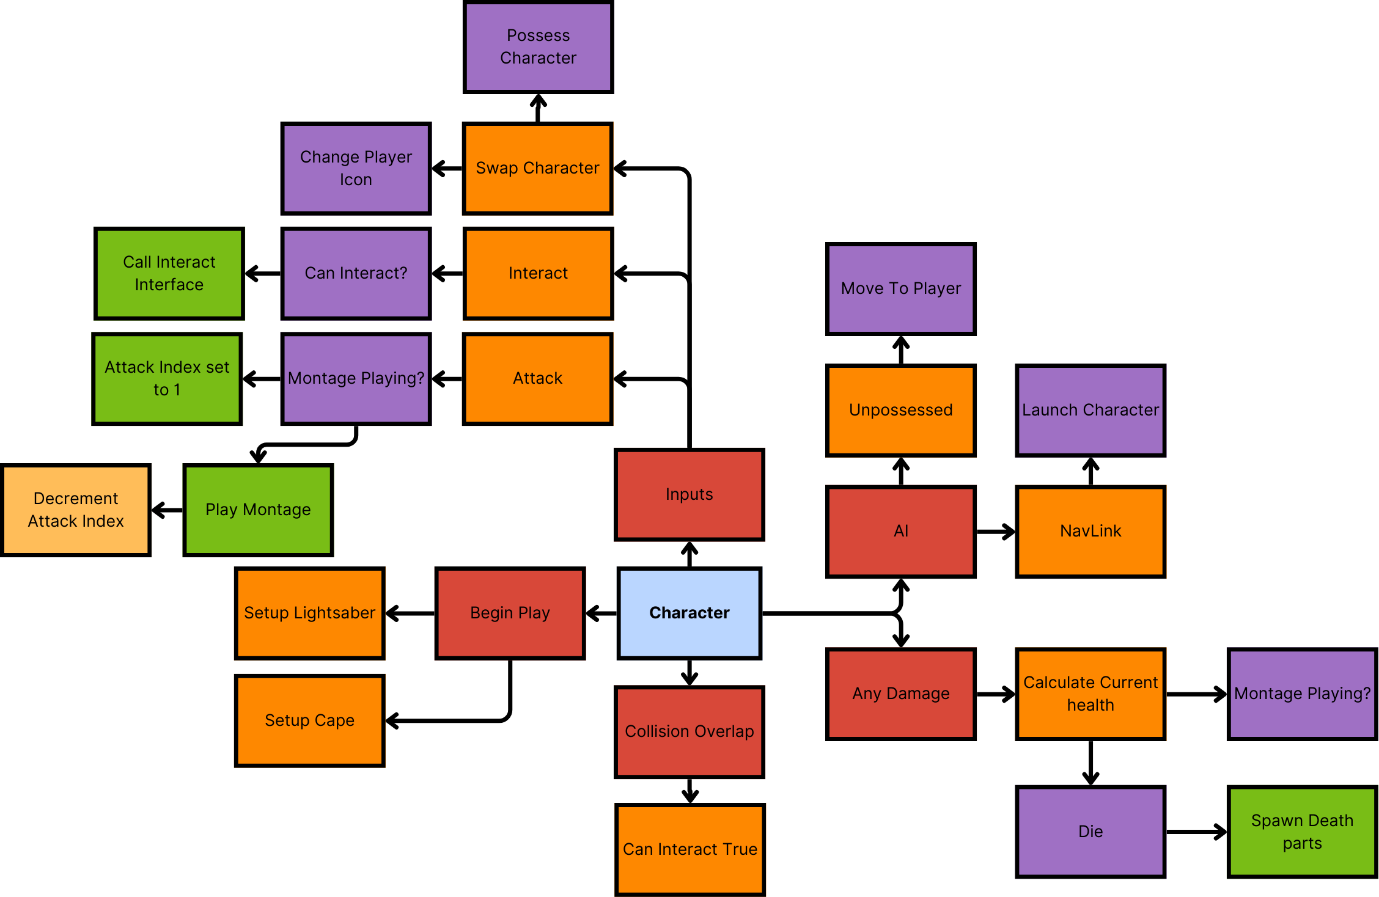 Possess
Character
Change Player
Icon
Swap Character
Call Interact
Interface
Can Interact?
Interact
Move To Player
Attack Index set
to 1
Montage Playing?
Attack
Unpossessed
Launch Character
Decrement
Attack Index
Play Montage
Inputs
AI
NavLink
Setup Lightsaber
Begin Play
Character
Any Damage
Calculate Current
health
Montage Playing?
Setup Cape
Collision Overlap
Can Interact True
Die
Spawn Death
parts